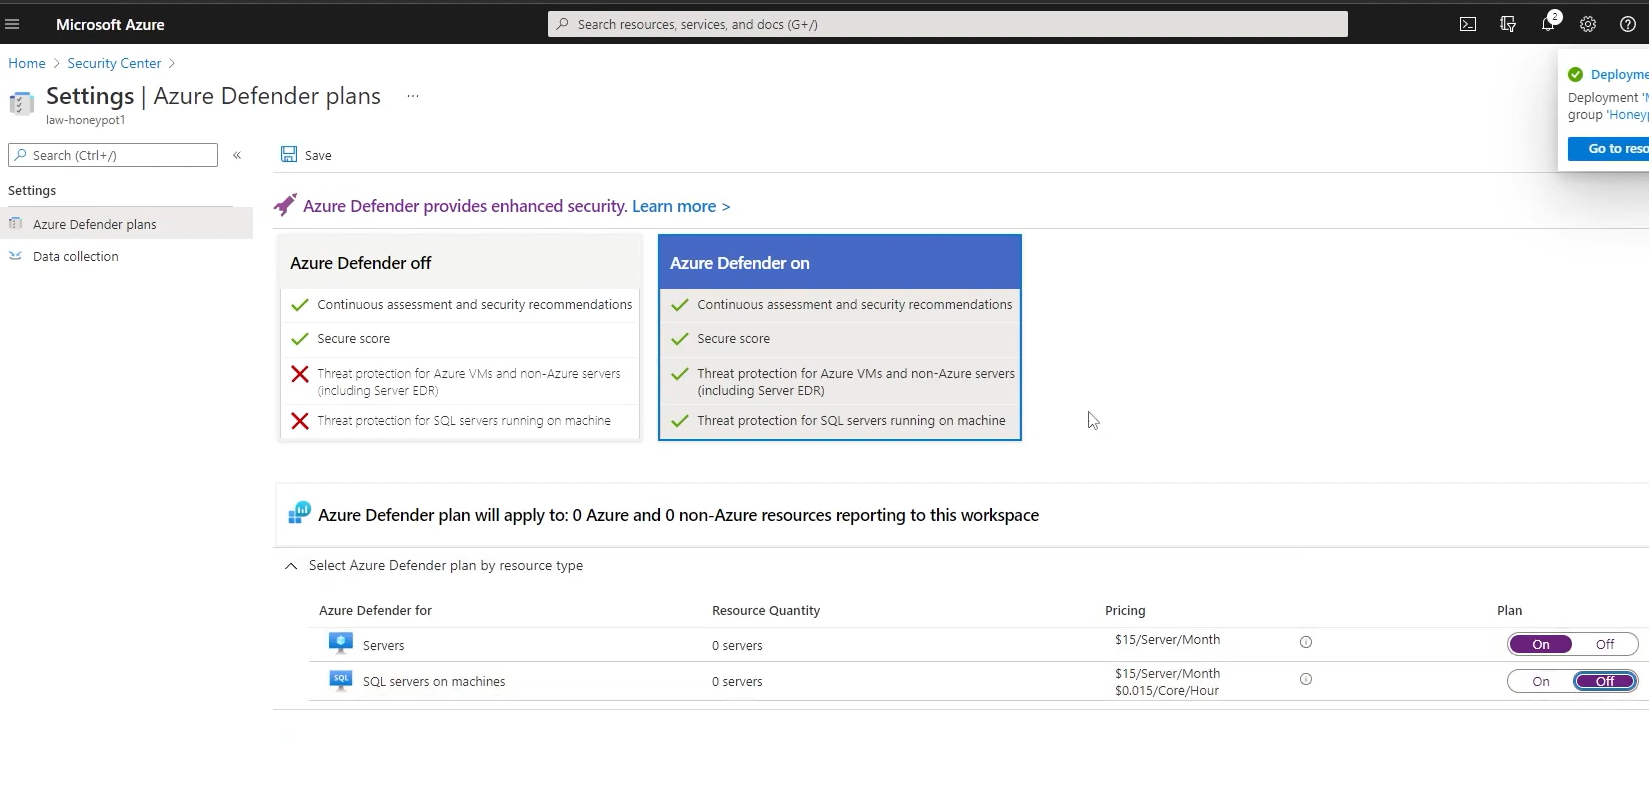 Microsoft Azure
Search resources, services, and docs (G+/)
2
Home > Security Center >
Settings | Azure Defender plans ...
law-honeypot1
Deployme
Deployment 'M
group 'Honeyp
Go to reso
Search (Ctrl+/)
«
Save
Settings
Azure Defender plans
Data collection
Azure Defender provides enhanced security. Learn more >
Azure Defender off
Continuous assessment and security recommendations
Secure score
Threat protection for Azure VMs and non-Azure servers
(including Server EDR)
Threat protection for SQL servers running on machine
Azure Defender on
Continuous assessment and security recommendations
Secure score
Threat protection for Azure VMs and non-Azure servers
(including Server EDR)
Threat protection for SQL servers running on machine
Azure Defender plan will apply to: 0 Azure and 0 non-Azure resources reporting to this workspace
Select Azure Defender plan by resource type
Azure Defender for Resource Quantity Pricing Plan
Servers 0 servers $15/Server/Month On Off
SQL SQL servers on machines 0 servers $15/Server/Month On Off
$0.015/Core/Hour